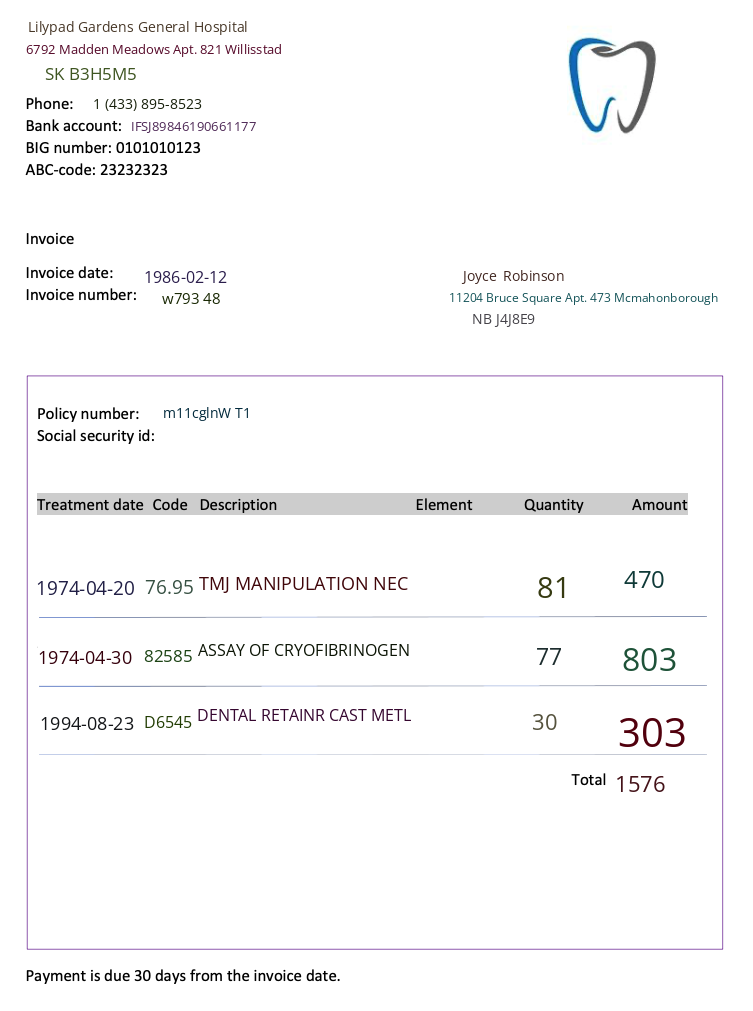 Lilypad Gardens General Hospital
6792 Madden Meadows Apt. 821 Willisstad
SK B3H5M5
Phone: 1 (433) 895-8523
Bank account: IFSJ89846190661177
BIG number: 0101010123
ABC-code: 23232323
Invoice
Invoice date: 1986-02-12
Invoice number: w793 48
Joyce Robinson
11204 Bruce Square Apt. 473 Mcmahonborough
NB J4J8E9
Policy number: m11cglnW T1
Social security id:
Treatment date Code Description Element Quantity Amount
1974-04-20 76.95 TMJ MANIPULATION NEC 81 470
1974-04-30 82585 ASSAY OF CRYOFIBRINOGEN 77 803
1994-08-23 D6545 DENTAL RETAINR CAST METL 30 303
Total 1576
Payment is due 30 days from the invoice date.